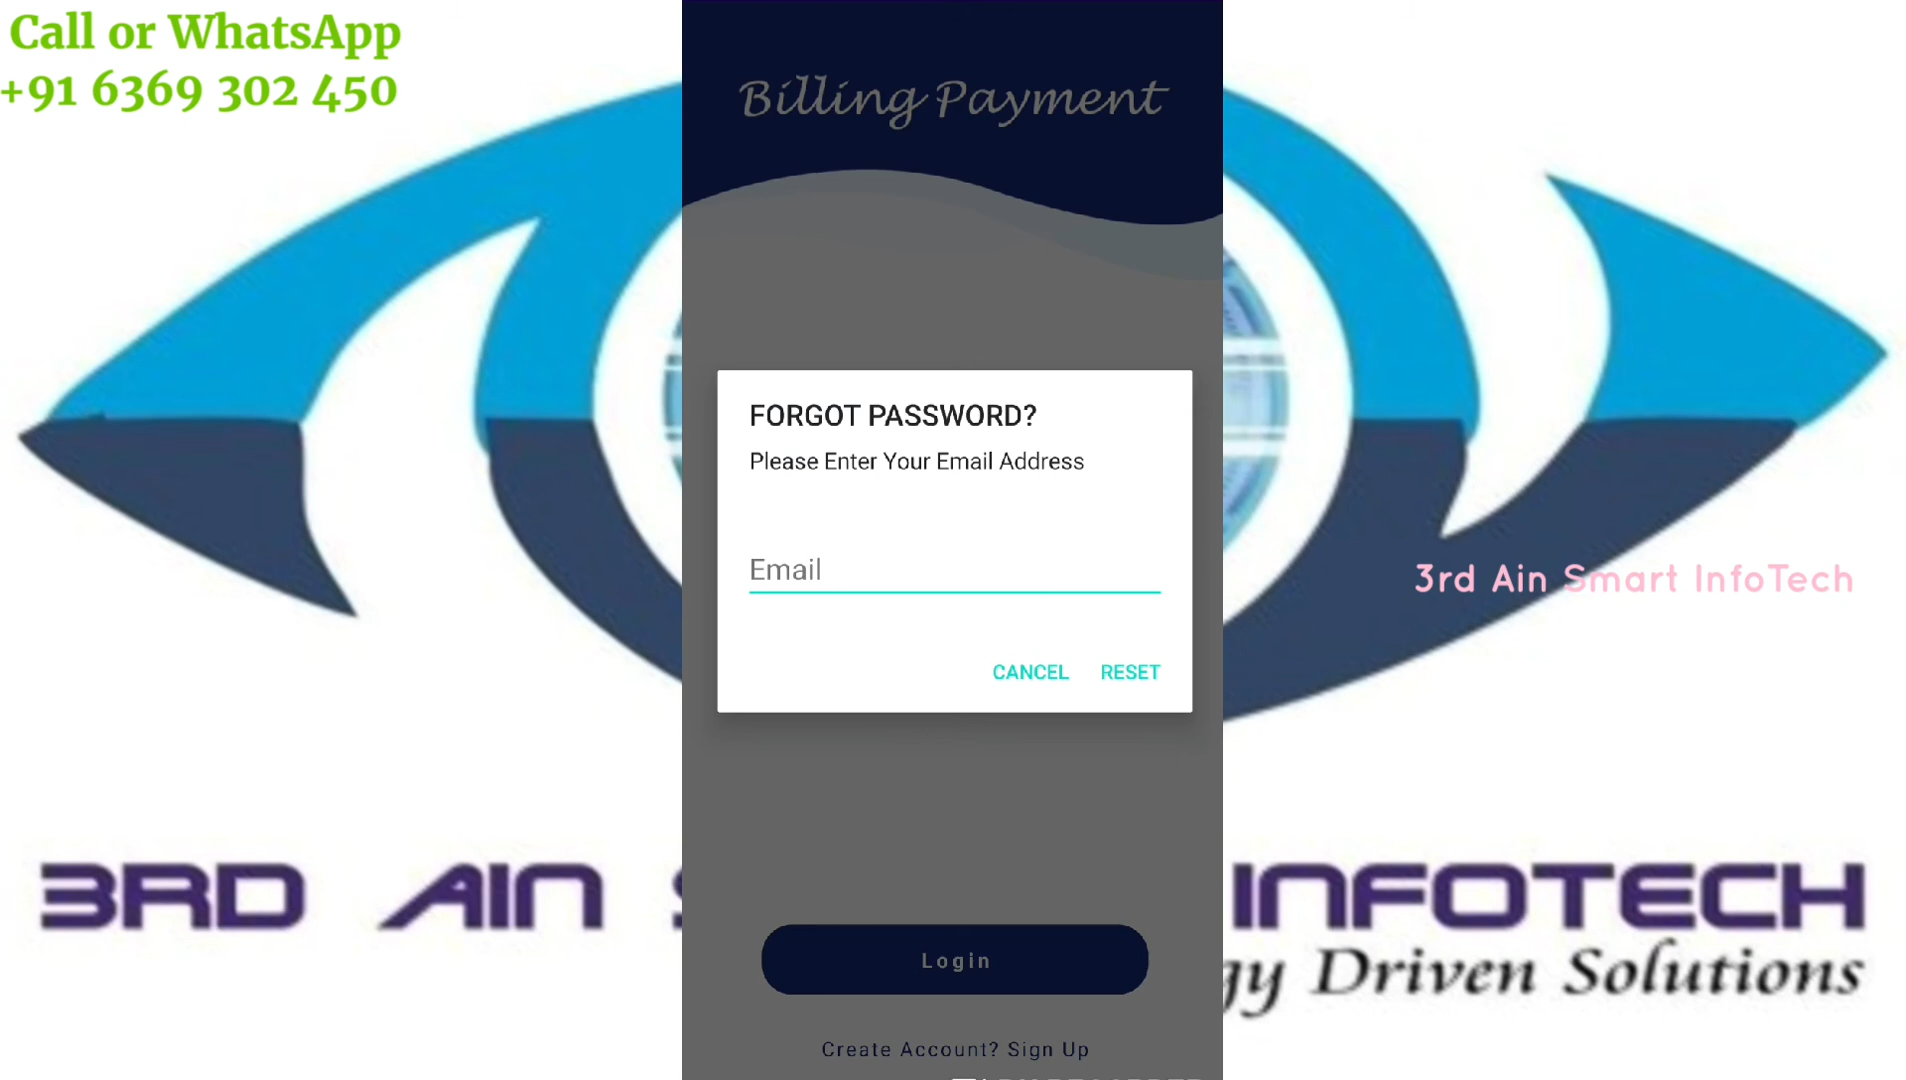 Call or WhatsApp
+91 6369 302 450
Billing Payment
FORGOT PASSWORD?
Please Enter Your Email Address
Email
CANCEL RESET
3rd Ain Smart InfoTech
3RD AIN INFOTECH
Driven Solutions
Login
Create Account? Sign Up